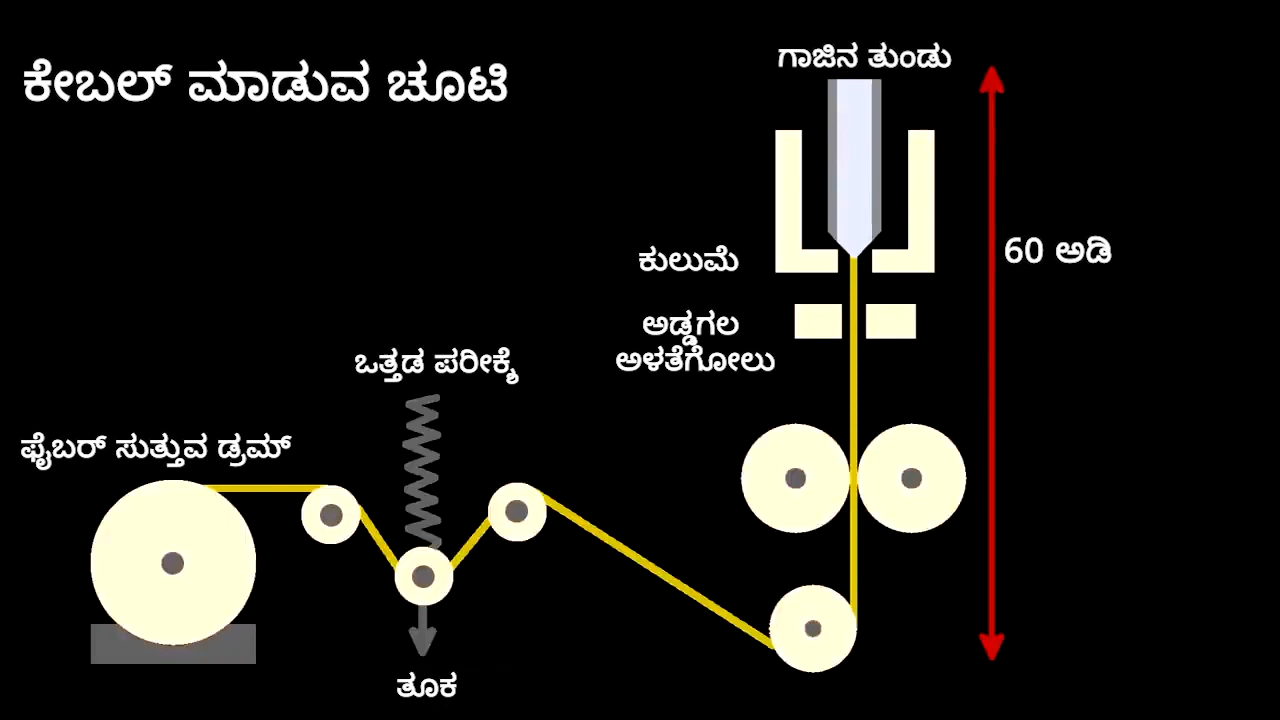 ಕೇಬಲ್ ಮಾಡುವ ಚೂಟಿ
ಗಾಜಿನ ತುಂಡು
60 ಅಡಿ
ಕುಲುಮೆ
ಅಡ್ಡಗಲ
ಅಳತೆಗೋಲು
ಒತ್ತಡ ಪರೀಕ್ಶೆ
ಫೈಬರ್ ಸುತ್ತುವ ಡ್ರಮ್
ತೂಕ